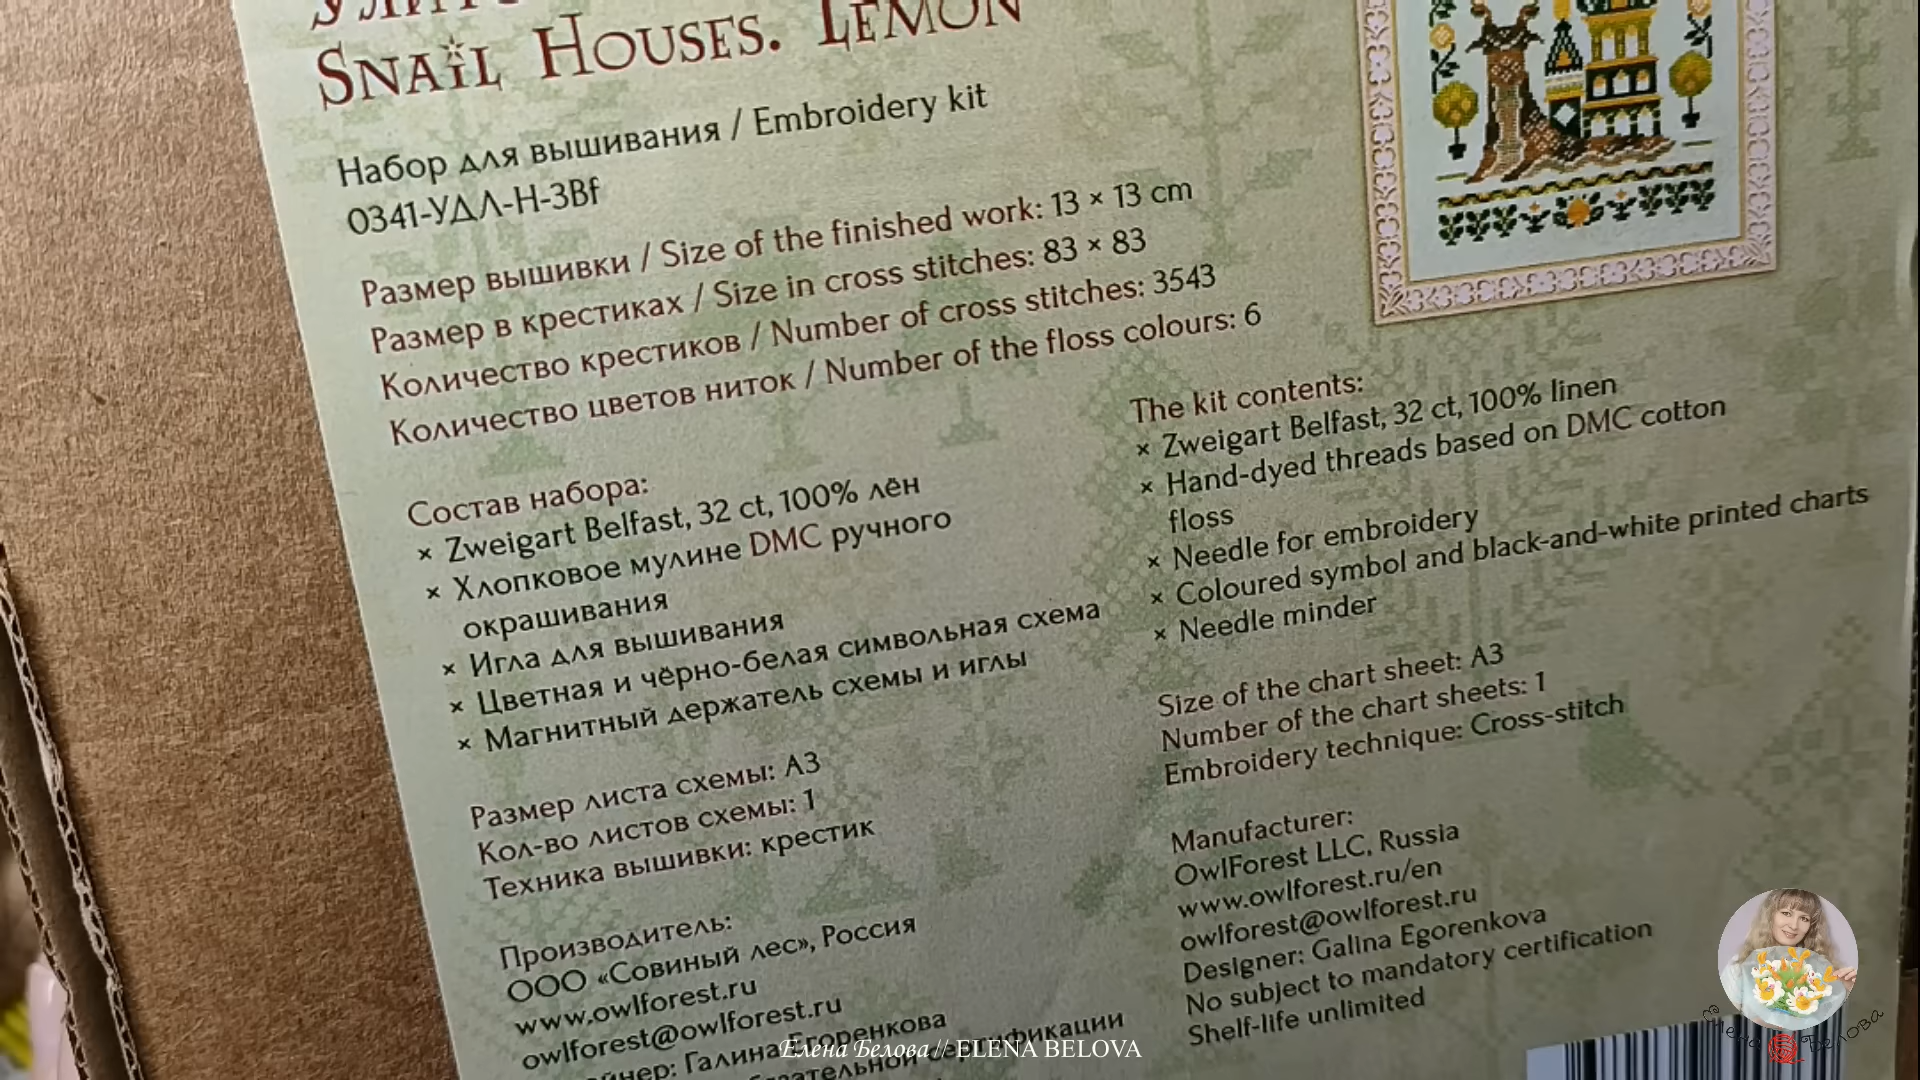 SNAIL HOUSES. LEMON
Набор для вышивания / Embroidery kit
0341-УДЛ-Н-3Bf
Размер вышивки / Size of the finished work: 13 × 13 cm
Размер в крестиках / Size in cross stitches: 83 × 83
Количество крестиков / Number of cross stitches: 3543
Количество цветов ниток / Number of the floss colours: 6
Состав набора:
× Zweigart Belfast, 32 ct, 100% лён
× Хлопковое мулине DMC ручного
окрашивания
× Игла для вышивания
× Цветная и чёрно-белая символьная схема
× Магнитный держатель схемы и иглы
Размер листа схемы: А3
Кол-во листов схемы: 1
Техника вышивки: крестик
Производитель:
ООО «Совиный лес», Россия
www.owlforest.ru
owlforest@owlforest.ru
Галина Егоренкова
The kit contents:
× Zweigart Belfast, 32 ct, 100% linen
× Hand-dyed threads based on DMC cotton
floss
× Needle for embroidery
× Coloured symbol and black-and-white printed charts
× Needle minder
Size of the chart sheet: A3
Number of the chart sheets: 1
Embroidery technique: Cross-stitch
Manufacturer:
OwlForest LLC, Russia
www.owlforest.ru/en
owlforest@owlforest.ru
Designer: Galina Egorenkova
No subject to mandatory certification
Shelf-life unlimited
Елена Белова // ELENA BELOVA
Елена Белова